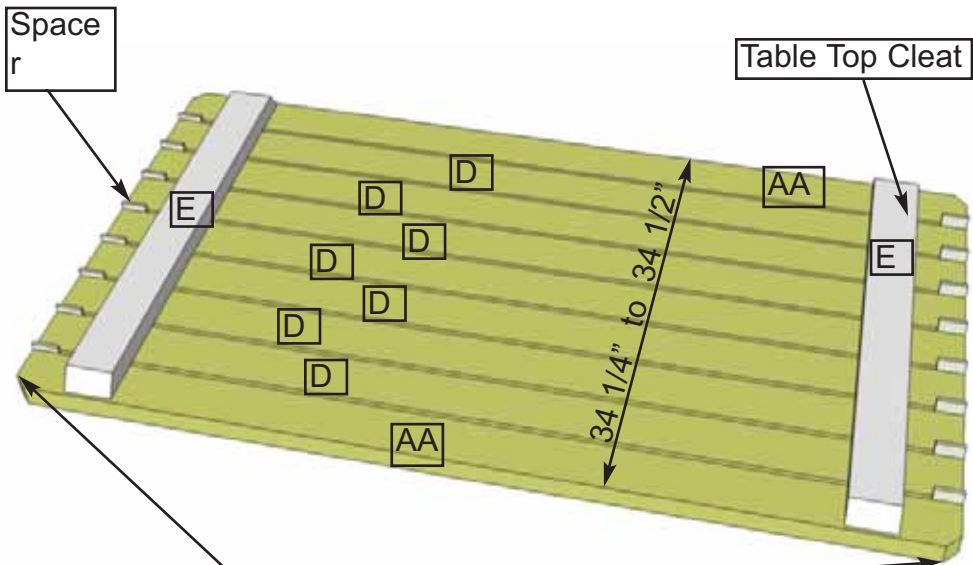 Space
r
Table Top Cleat
D
AA
D
E
D
E
D
D
D
D
AA
34 1/4” to 34 1/2”